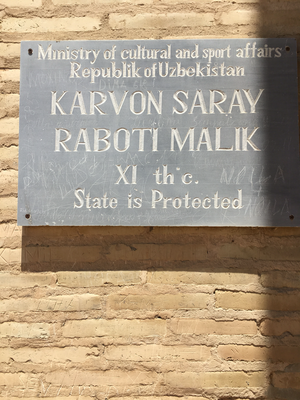 Ministry of cultural and sport affairs
Republik of Uzbekistan
KARVON SARAY
RABOTI MALIK
XI th c.
State is Protected